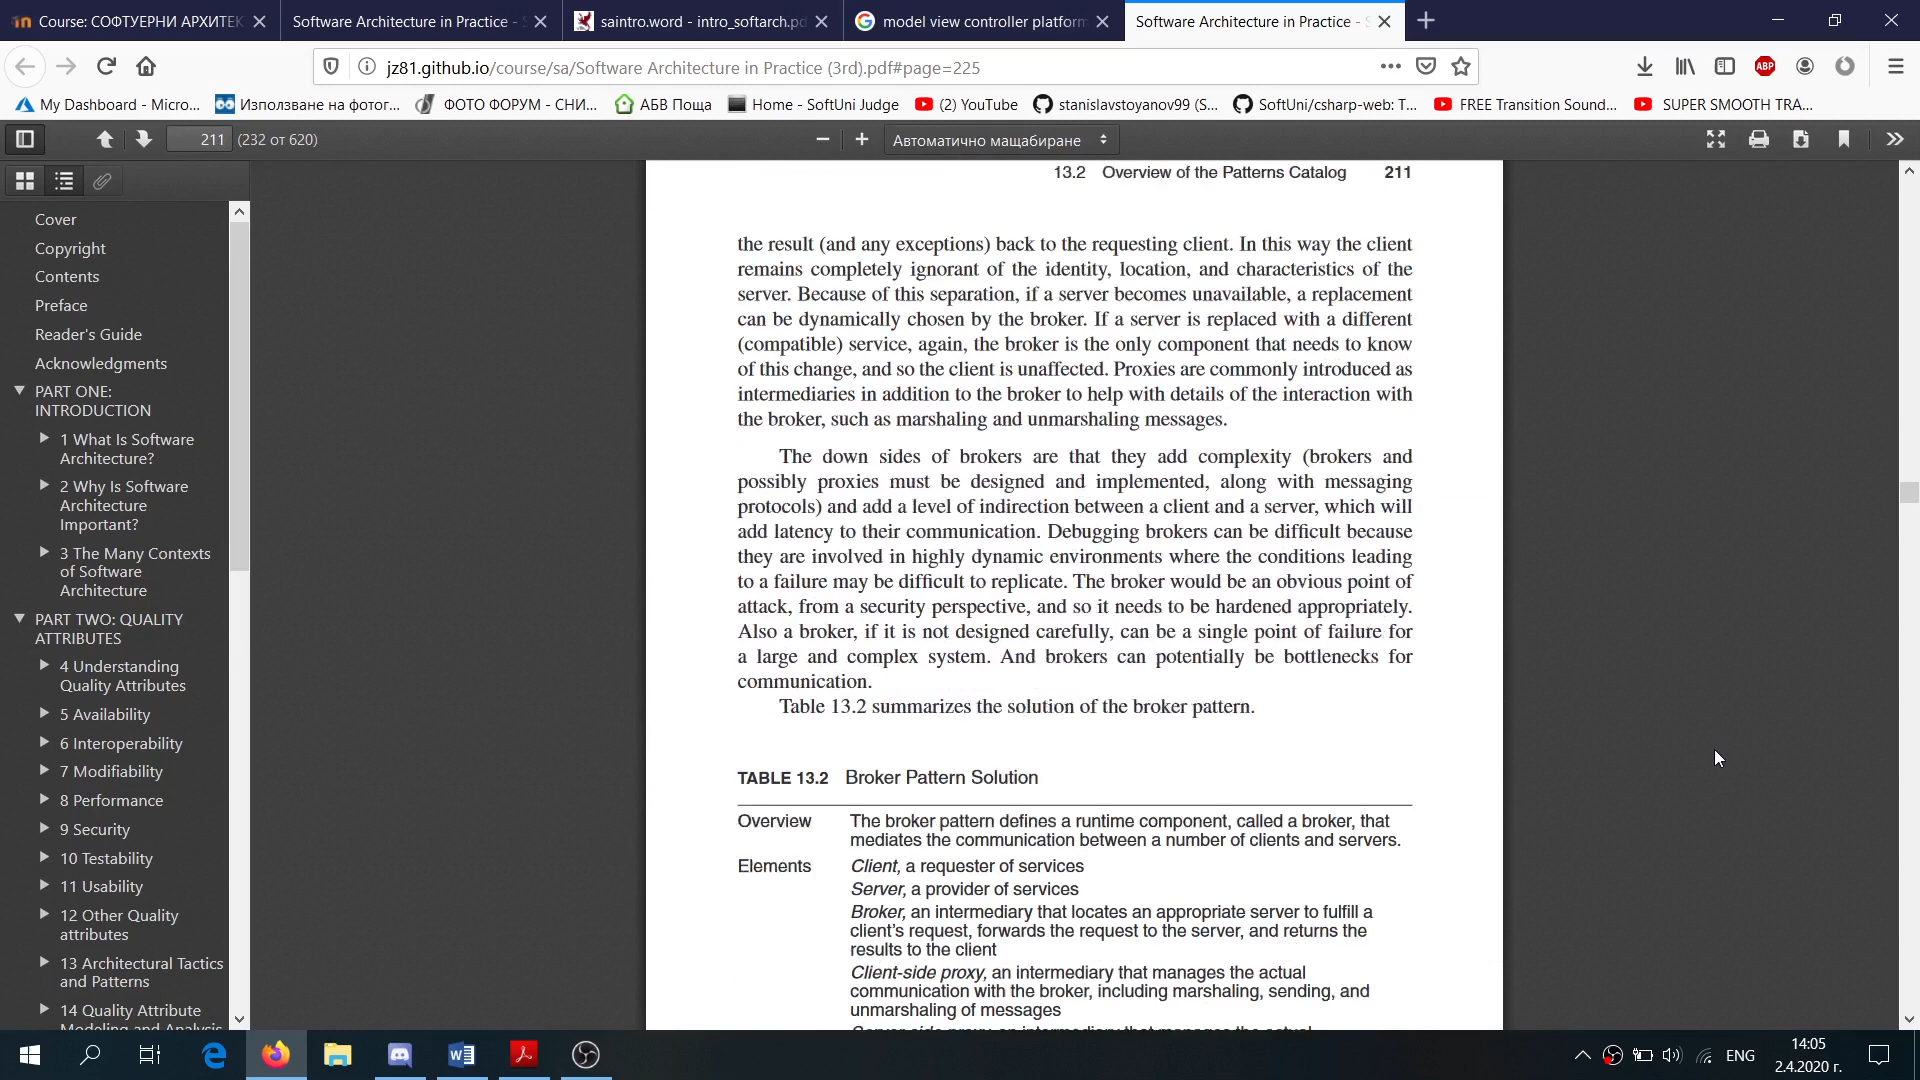 Course: СОФТУЕРНИ АРХИТЕК
Software Architecture in Practice - S
saintro.word - intro_softarch.pd
model view controller platform
Software Architecture in Practice - S
jz81.github.io/course/sa/Software Architecture in Practice (3rd).pdf#page=225
ABP
My Dashboard - Micro...
Използване на фотог...
ФОТО ФОРУМ - СНИ...
АБВ Поща
Home - SoftUni Judge
(2) YouTube
stanislavstoyanov99 (S...
SoftUni/csharp-web: T...
FREE Transition Sound...
SUPER SMOOTH TRA...
211 (232 от 620)
Автоматично мащабиране
Cover
Copyright
Contents
Preface
Reader's Guide
Acknowledgments
PART ONE:
INTRODUCTION
1 What Is Software
Architecture?
2 Why Is Software
Architecture
Important?
3 The Many Contexts
of Software
Architecture
PART TWO: QUALITY
ATTRIBUTES
4 Understanding
Quality Attributes
5 Availability
6 Interoperability
7 Modifiability
8 Performance
9 Security
10 Testability
11 Usability
12 Other Quality
attributes
13 Architectural Tactics
and Patterns
14 Quality Attribute
Modeling and Analysis
13.2 Overview of the Patterns Catalog 211
the result (and any exceptions) back to the requesting client. In this way the client
remains completely ignorant of the identity, location, and characteristics of the
server. Because of this separation, if a server becomes unavailable, a replacement
can be dynamically chosen by the broker. If a server is replaced with a different
(compatible) service, again, the broker is the only component that needs to know
of this change, and so the client is unaffected. Proxies are commonly introduced as
intermediaries in addition to the broker to help with details of the interaction with
the broker, such as marshaling and unmarshaling messages.
The down sides of brokers are that they add complexity (brokers and
possibly proxies must be designed and implemented, along with messaging
protocols) and add a level of indirection between a client and a server, which will
add latency to their communication. Debugging brokers can be difficult because
they are involved in highly dynamic environments where the conditions leading
to a failure may be difficult to replicate. The broker would be an obvious point of
attack, from a security perspective, and so it needs to be hardened appropriately.
Also a broker, if it is not designed carefully, can be a single point of failure for
a large and complex system. And brokers can potentially be bottlenecks for
communication.
Table 13.2 summarizes the solution of the broker pattern.
TABLE 13.2 Broker Pattern Solution
Overview The broker pattern defines a runtime component, called a broker, that
mediates the communication between a number of clients and servers.
Elements Client, a requester of services
Server, a provider of services
Broker, an intermediary that locates an appropriate server to fulfill a
client's request, forwards the request to the server, and returns the
results to the client
Client-side proxy, an intermediary that manages the actual
communication with the broker, including marshaling, sending, and
unmarshaling of messages
Server-side proxy, an intermediary that manages the actual
ENG
14:05
2.4.2020 г.